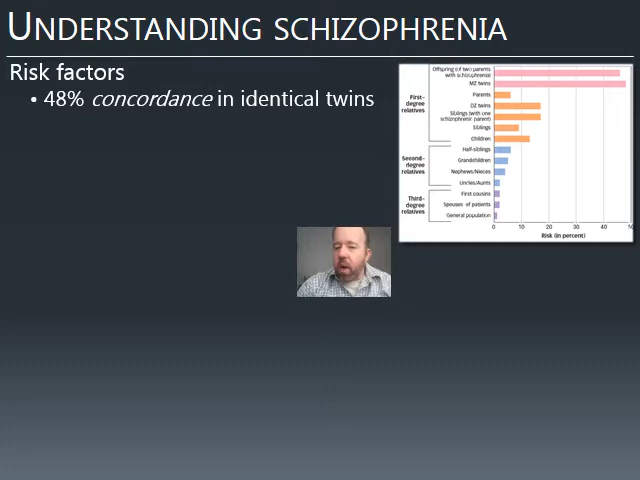 UNDERSTANDING SCHIZOPHRENIA
Risk factors
• 48% concordance in identical twins
Offspring (of two parents
with schizophrenia)
MZ twins
Parents
DZ twins
Siblings (with one
schizophrenic parent)
Siblings
Children
Half-siblings
Grandchildren
Nephews/Nieces
Uncles/Aunts
First cousins
Spouses of patients
General population
First-
degree
relatives
Second-
degree
relatives
Third-
degree
relatives
0 10 20 30 40 50
Risk (in percent)